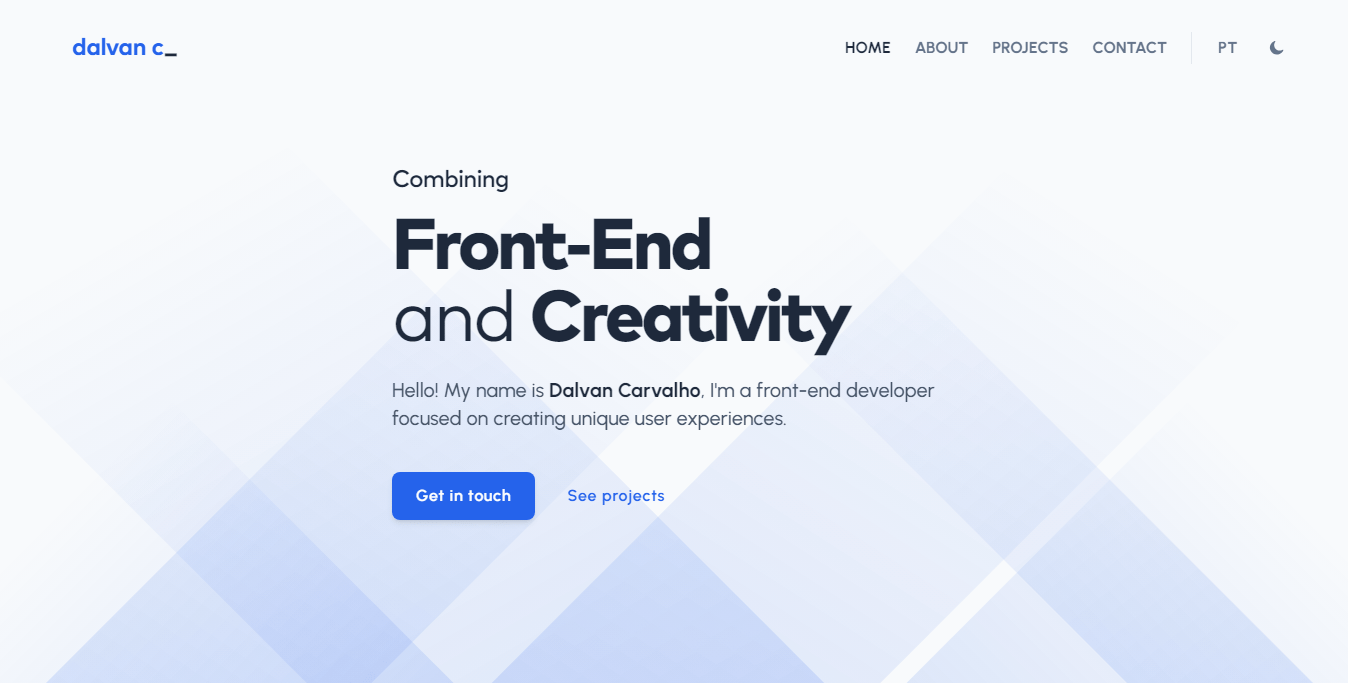 dalvan c_
HOME ABOUT PROJECTS CONTACT PT
Combining
Front-End
and Creativity
Hello! My name is Dalvan Carvalho, I'm a front-end developer
focused on creating unique user experiences.
Get in touch See projects